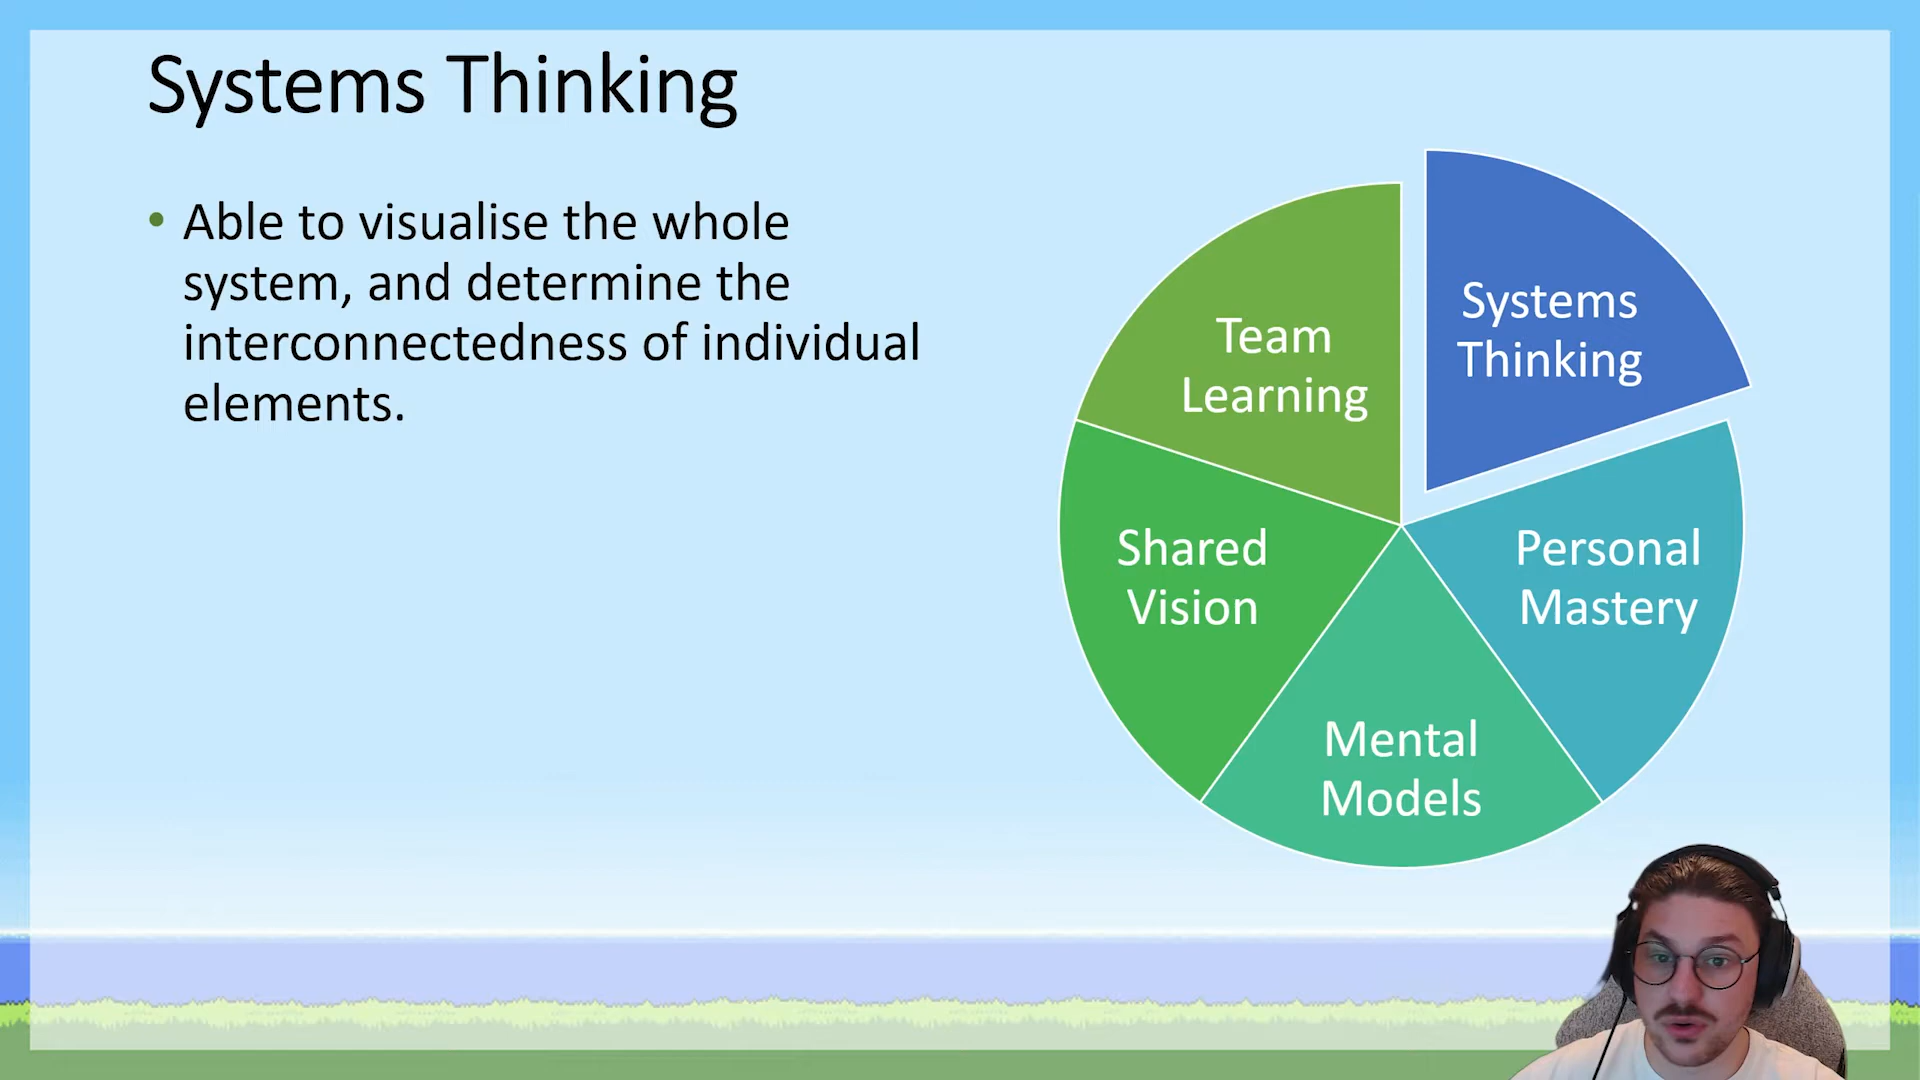 Systems Thinking
• Able to visualise the whole
system, and determine the
interconnectedness of individual
elements.
Systems
Thinking
Team
Learning
Shared
Vision
Personal
Mastery
Mental
Models